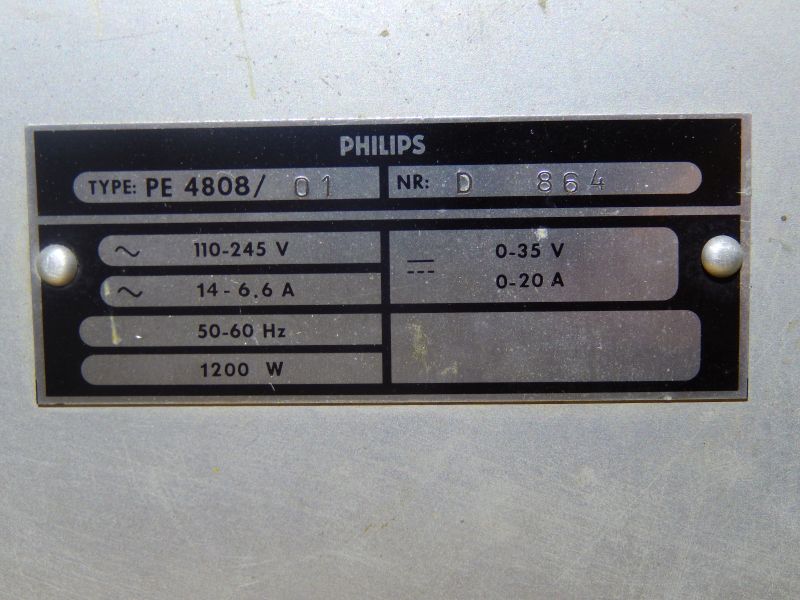 PHILIPS
TYPE: PE 4808/ 01 NR: D 864
~ 110-245 V
~ 14-6,6 A
50-60 Hz
1200 W
0-35 V
0-20 A